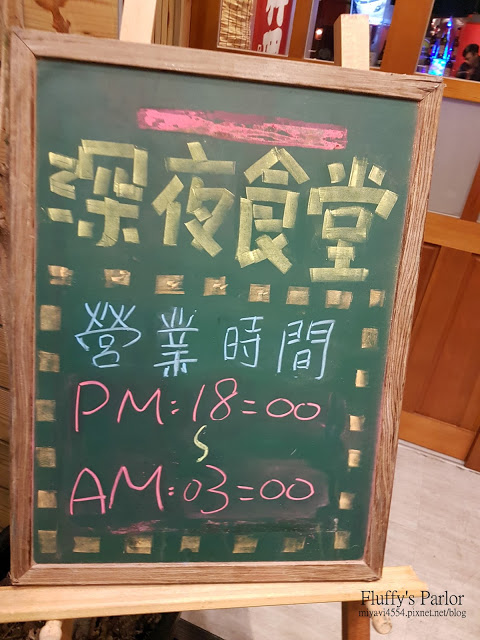 深夜食堂
營業時間
PM:18:00
~
AM:03:00
Fluffy's Parlor
miyavi4554.pixnet.net/blog